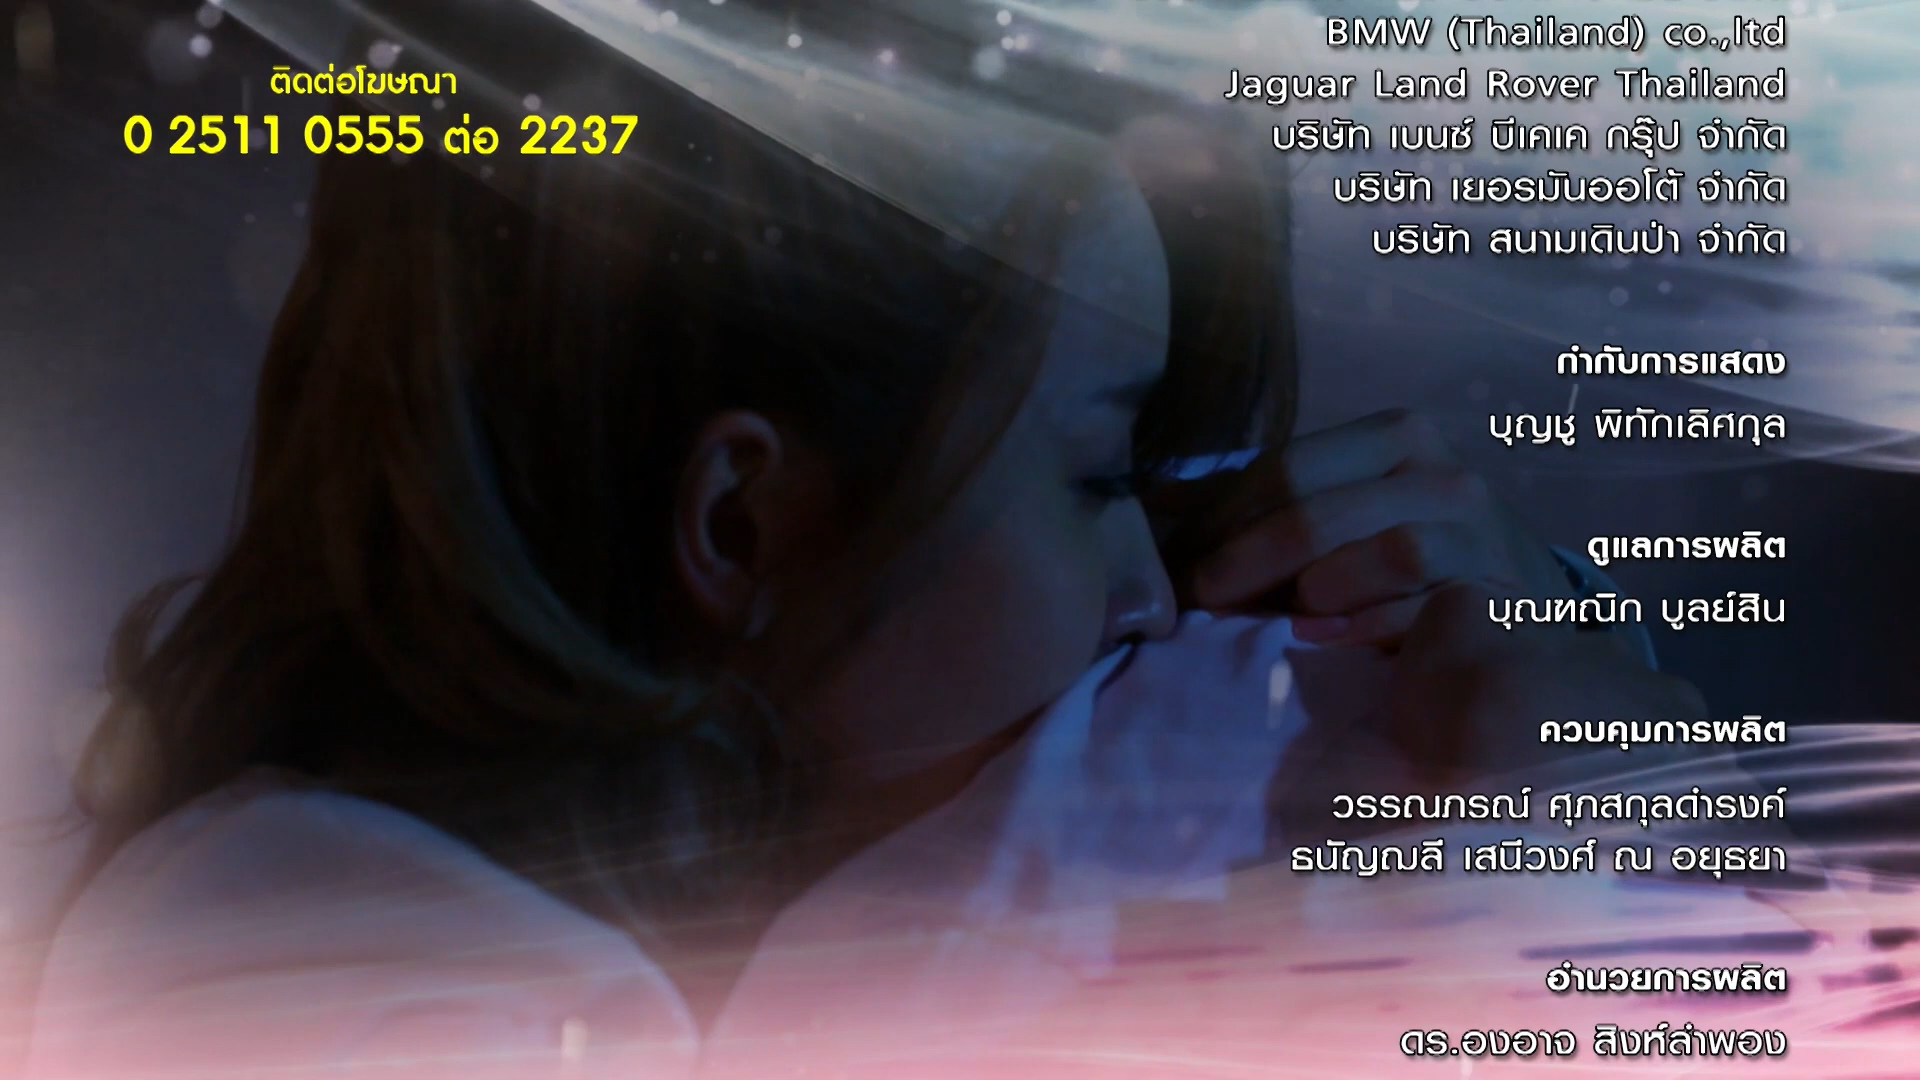 ติดต่อโฆษณา
0 2511 0555 ต่อ 2237
BMW (Thailand) co.,ltd
Jaguar Land Rover Thailand
บริษัท เบนซ์ บีเคเค กรุ๊ป จำกัด
บริษัท เยอรมันออโต้ จำกัด
บริษัท สนามเดินป่า จำกัด
กำกับการแสดง
บุญชู พิทักเลิศกุล
ดูแลการผลิต
บุณฑณิก บูลย์สิน
ควบคุมการผลิต
วรรณภรณ์ ศุภสกุลดำรงค์
ธนัญฌลี เสนีวงศ์ ณ อยุธยา
อำนวยการผลิต
ดร.องอาจ สิงห์ลำพอง